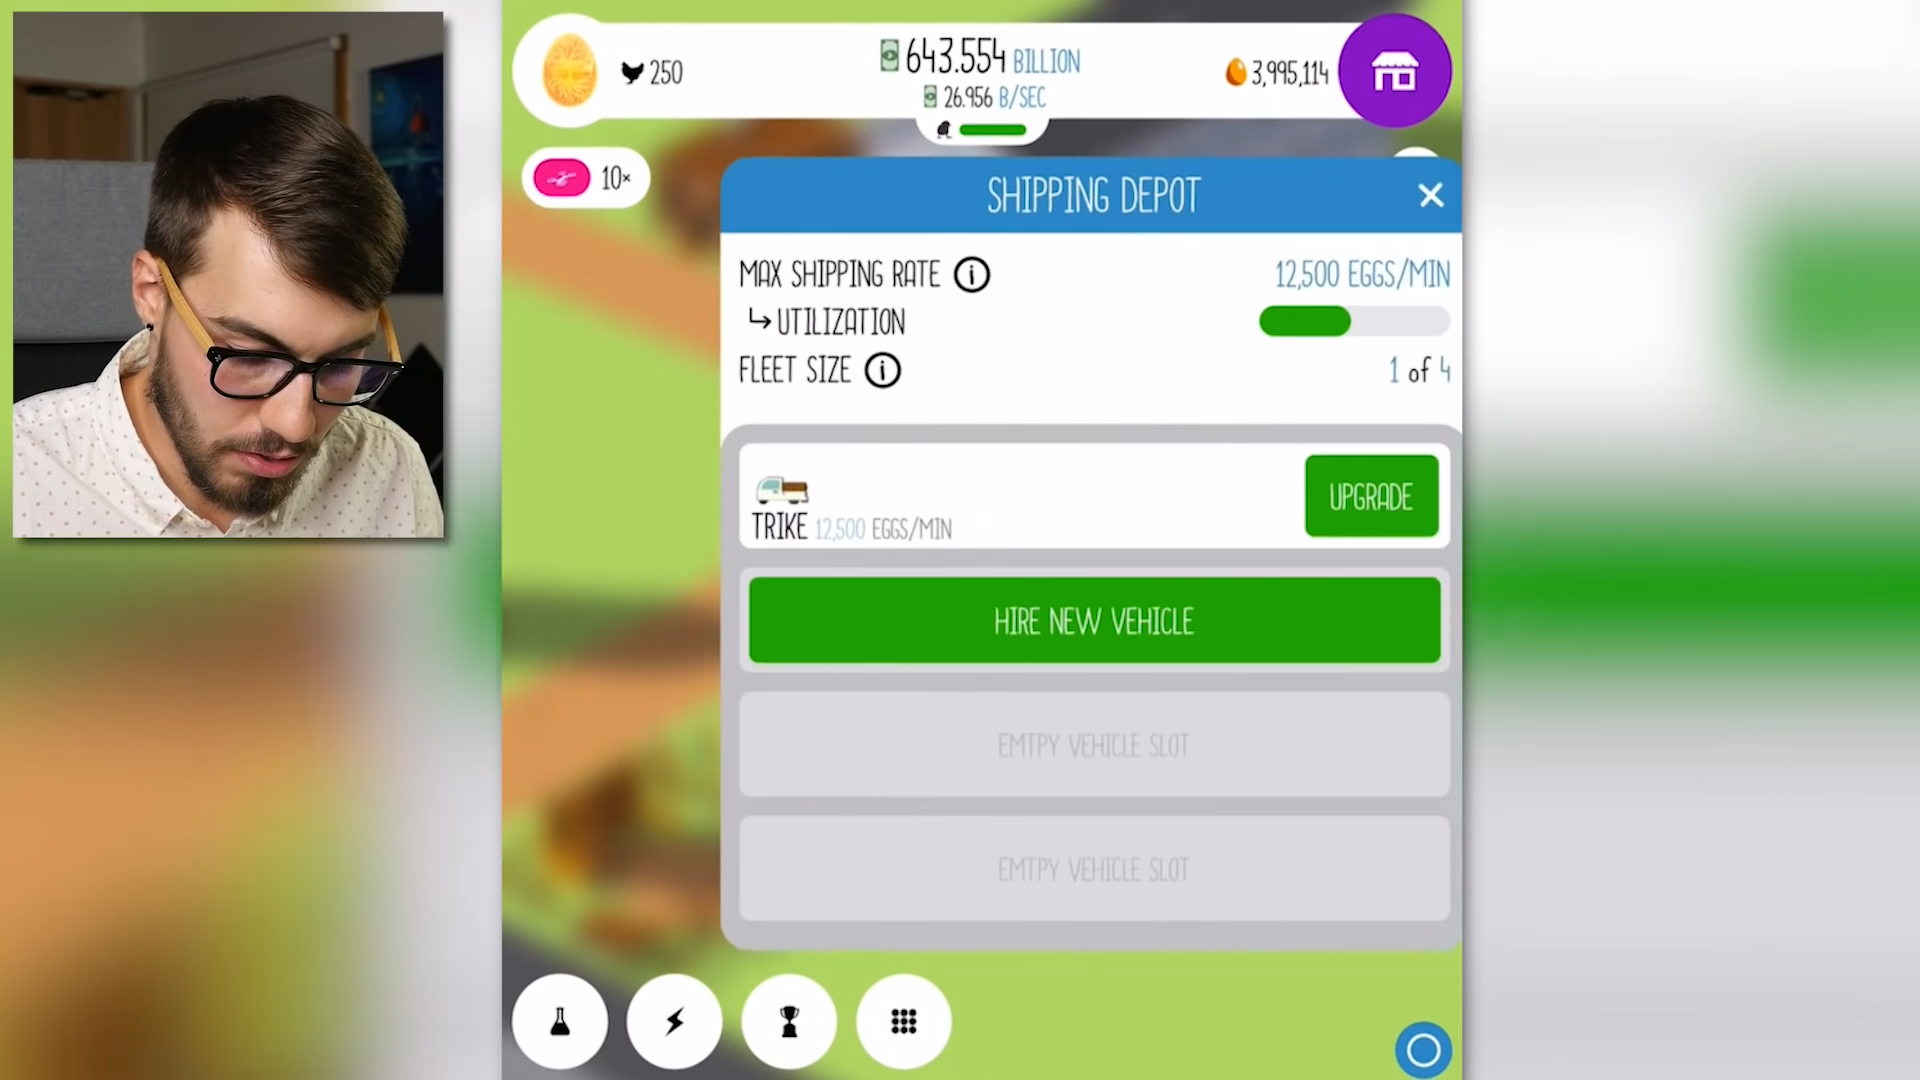 250
643.554 BILLION
26.956 B/SEC
3,995,114
10×
SHIPPING DEPOT
MAX SHIPPING RATE
12,500 EGGS/MIN
UTILIZATION
FLEET SIZE
1 of 4
TRIKE 12,500 EGGS/MIN
UPGRADE
HIRE NEW VEHICLE
EMTPY VEHICLE SLOT
EMTPY VEHICLE SLOT